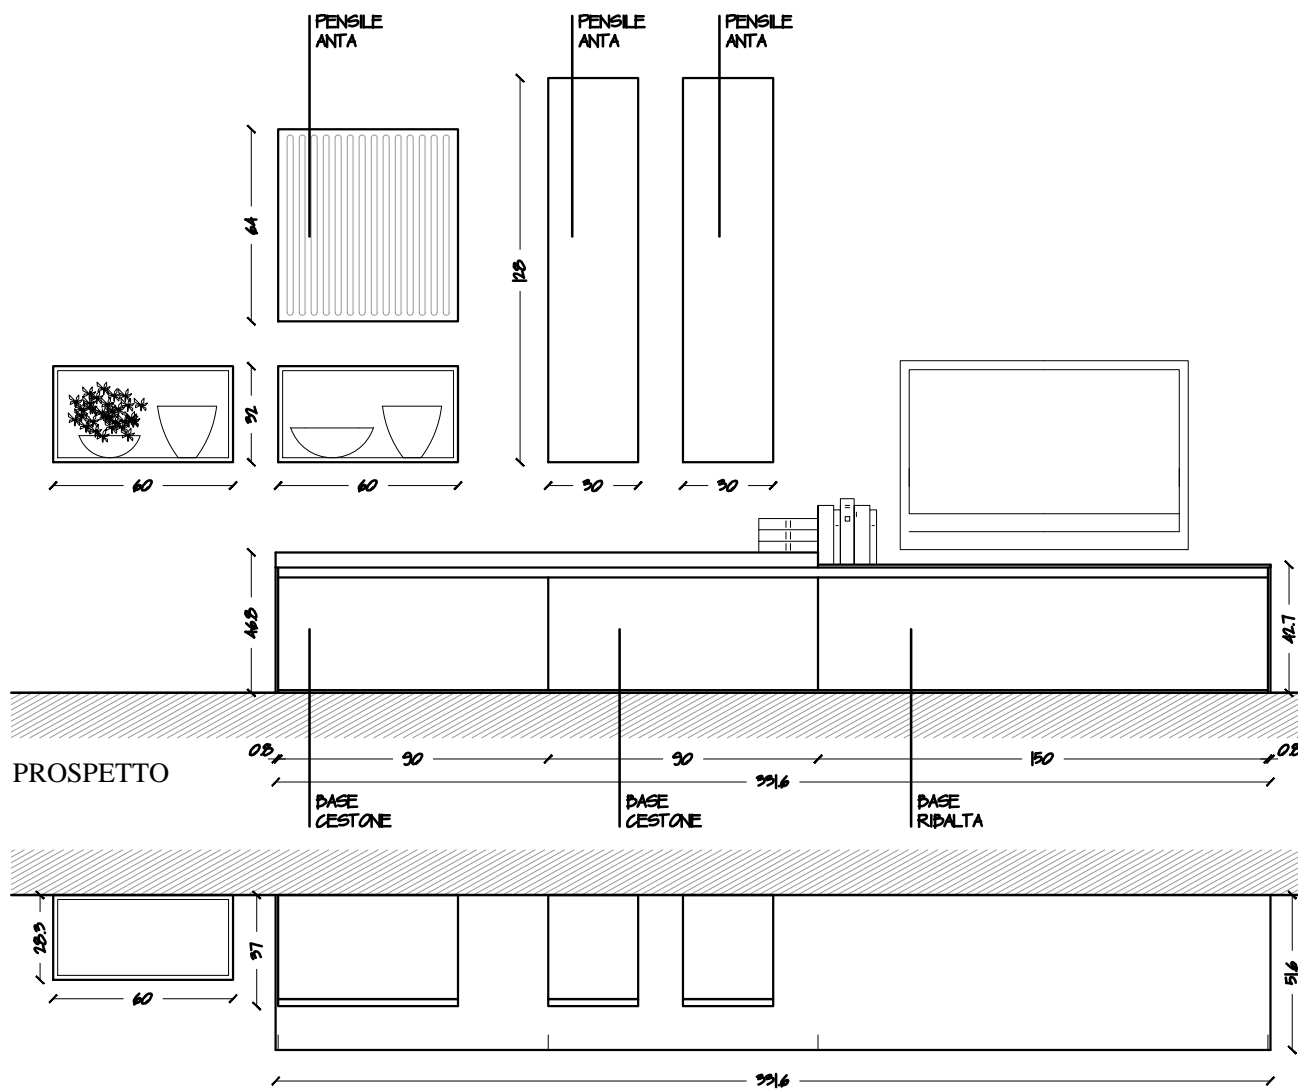 PENSILE
ANTA
PENSILE
ANTA
PENSILE
ANTA
64
128
32
60
60
30
30
46.8
42.7
0.8
90
90
150
0.8
331.6
PROSPETTO
BASE
CESTONE
BASE
CESTONE
BASE
RIBALTA
28.3
37
51.6
60
331.6